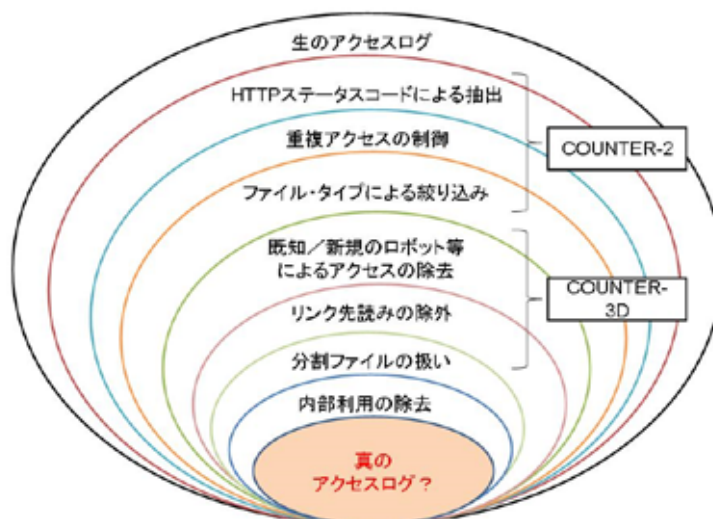 生のアクセスログ
HTTPステータスコードによる抽出
重複アクセスの制御
COUNTER-2
ファイル・タイプによる絞り込み
既知／新規のロボット等
によるアクセスの除去
COUNTER-
3D
リンク先読みの除外
分割ファイルの扱い
内部利用の除去
真の
アクセスログ？